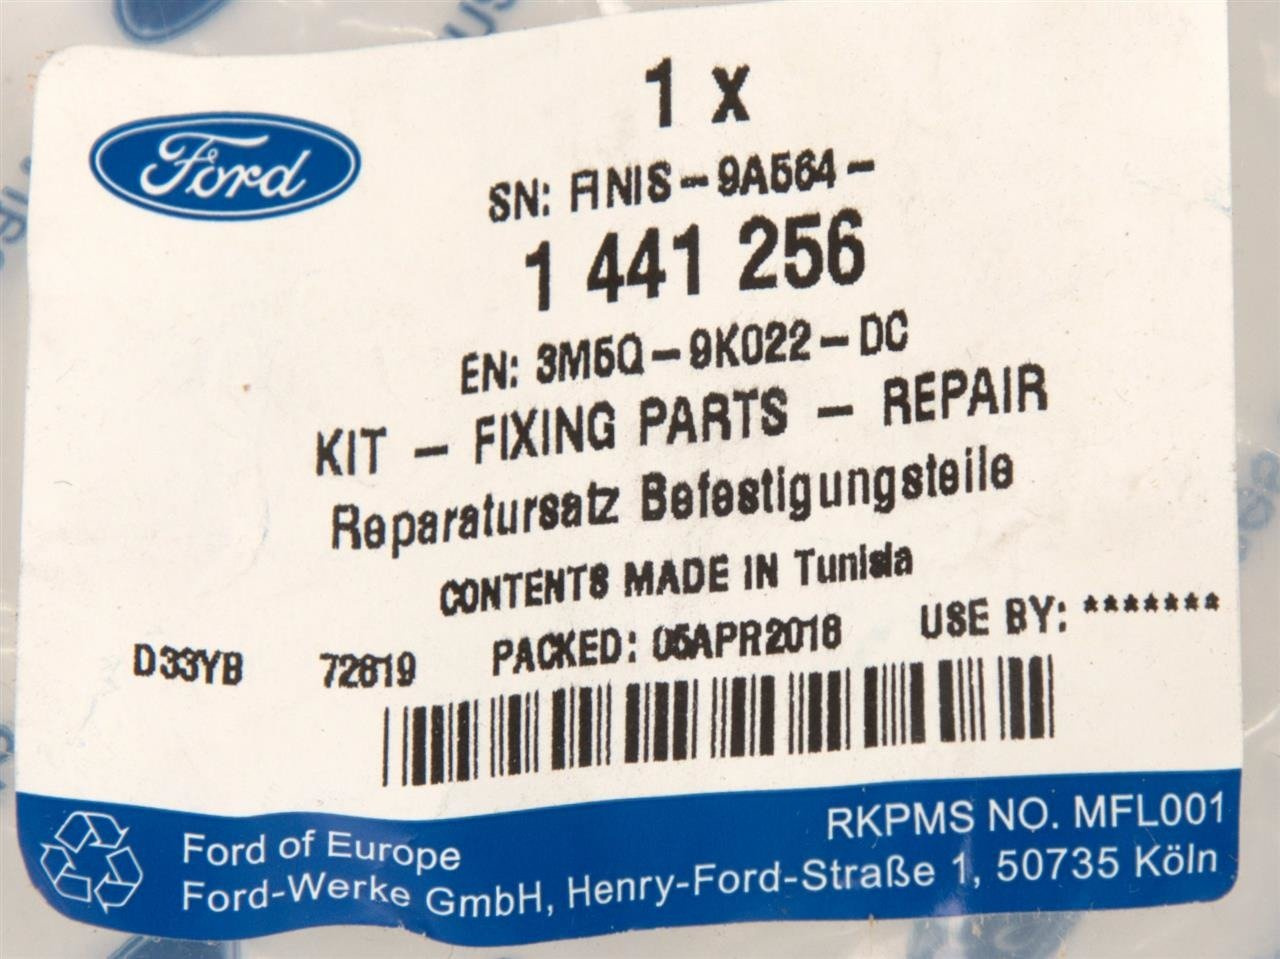 Ford
1 x
SN: FINIS-9A564-
1 441 256
EN: 3M5Q-9K022-DC
KIT - FIXING PARTS - REPAIR
Reparatursatz Befestigungsteile
CONTENTS MADE IN Tunisia
D33YB 72619 PACKED: 05APR2016 USE BY: *******
RKPMS NO. MFL001
Ford of Europe
Ford-Werke GmbH, Henry-Ford-Straße 1, 50735 Köln